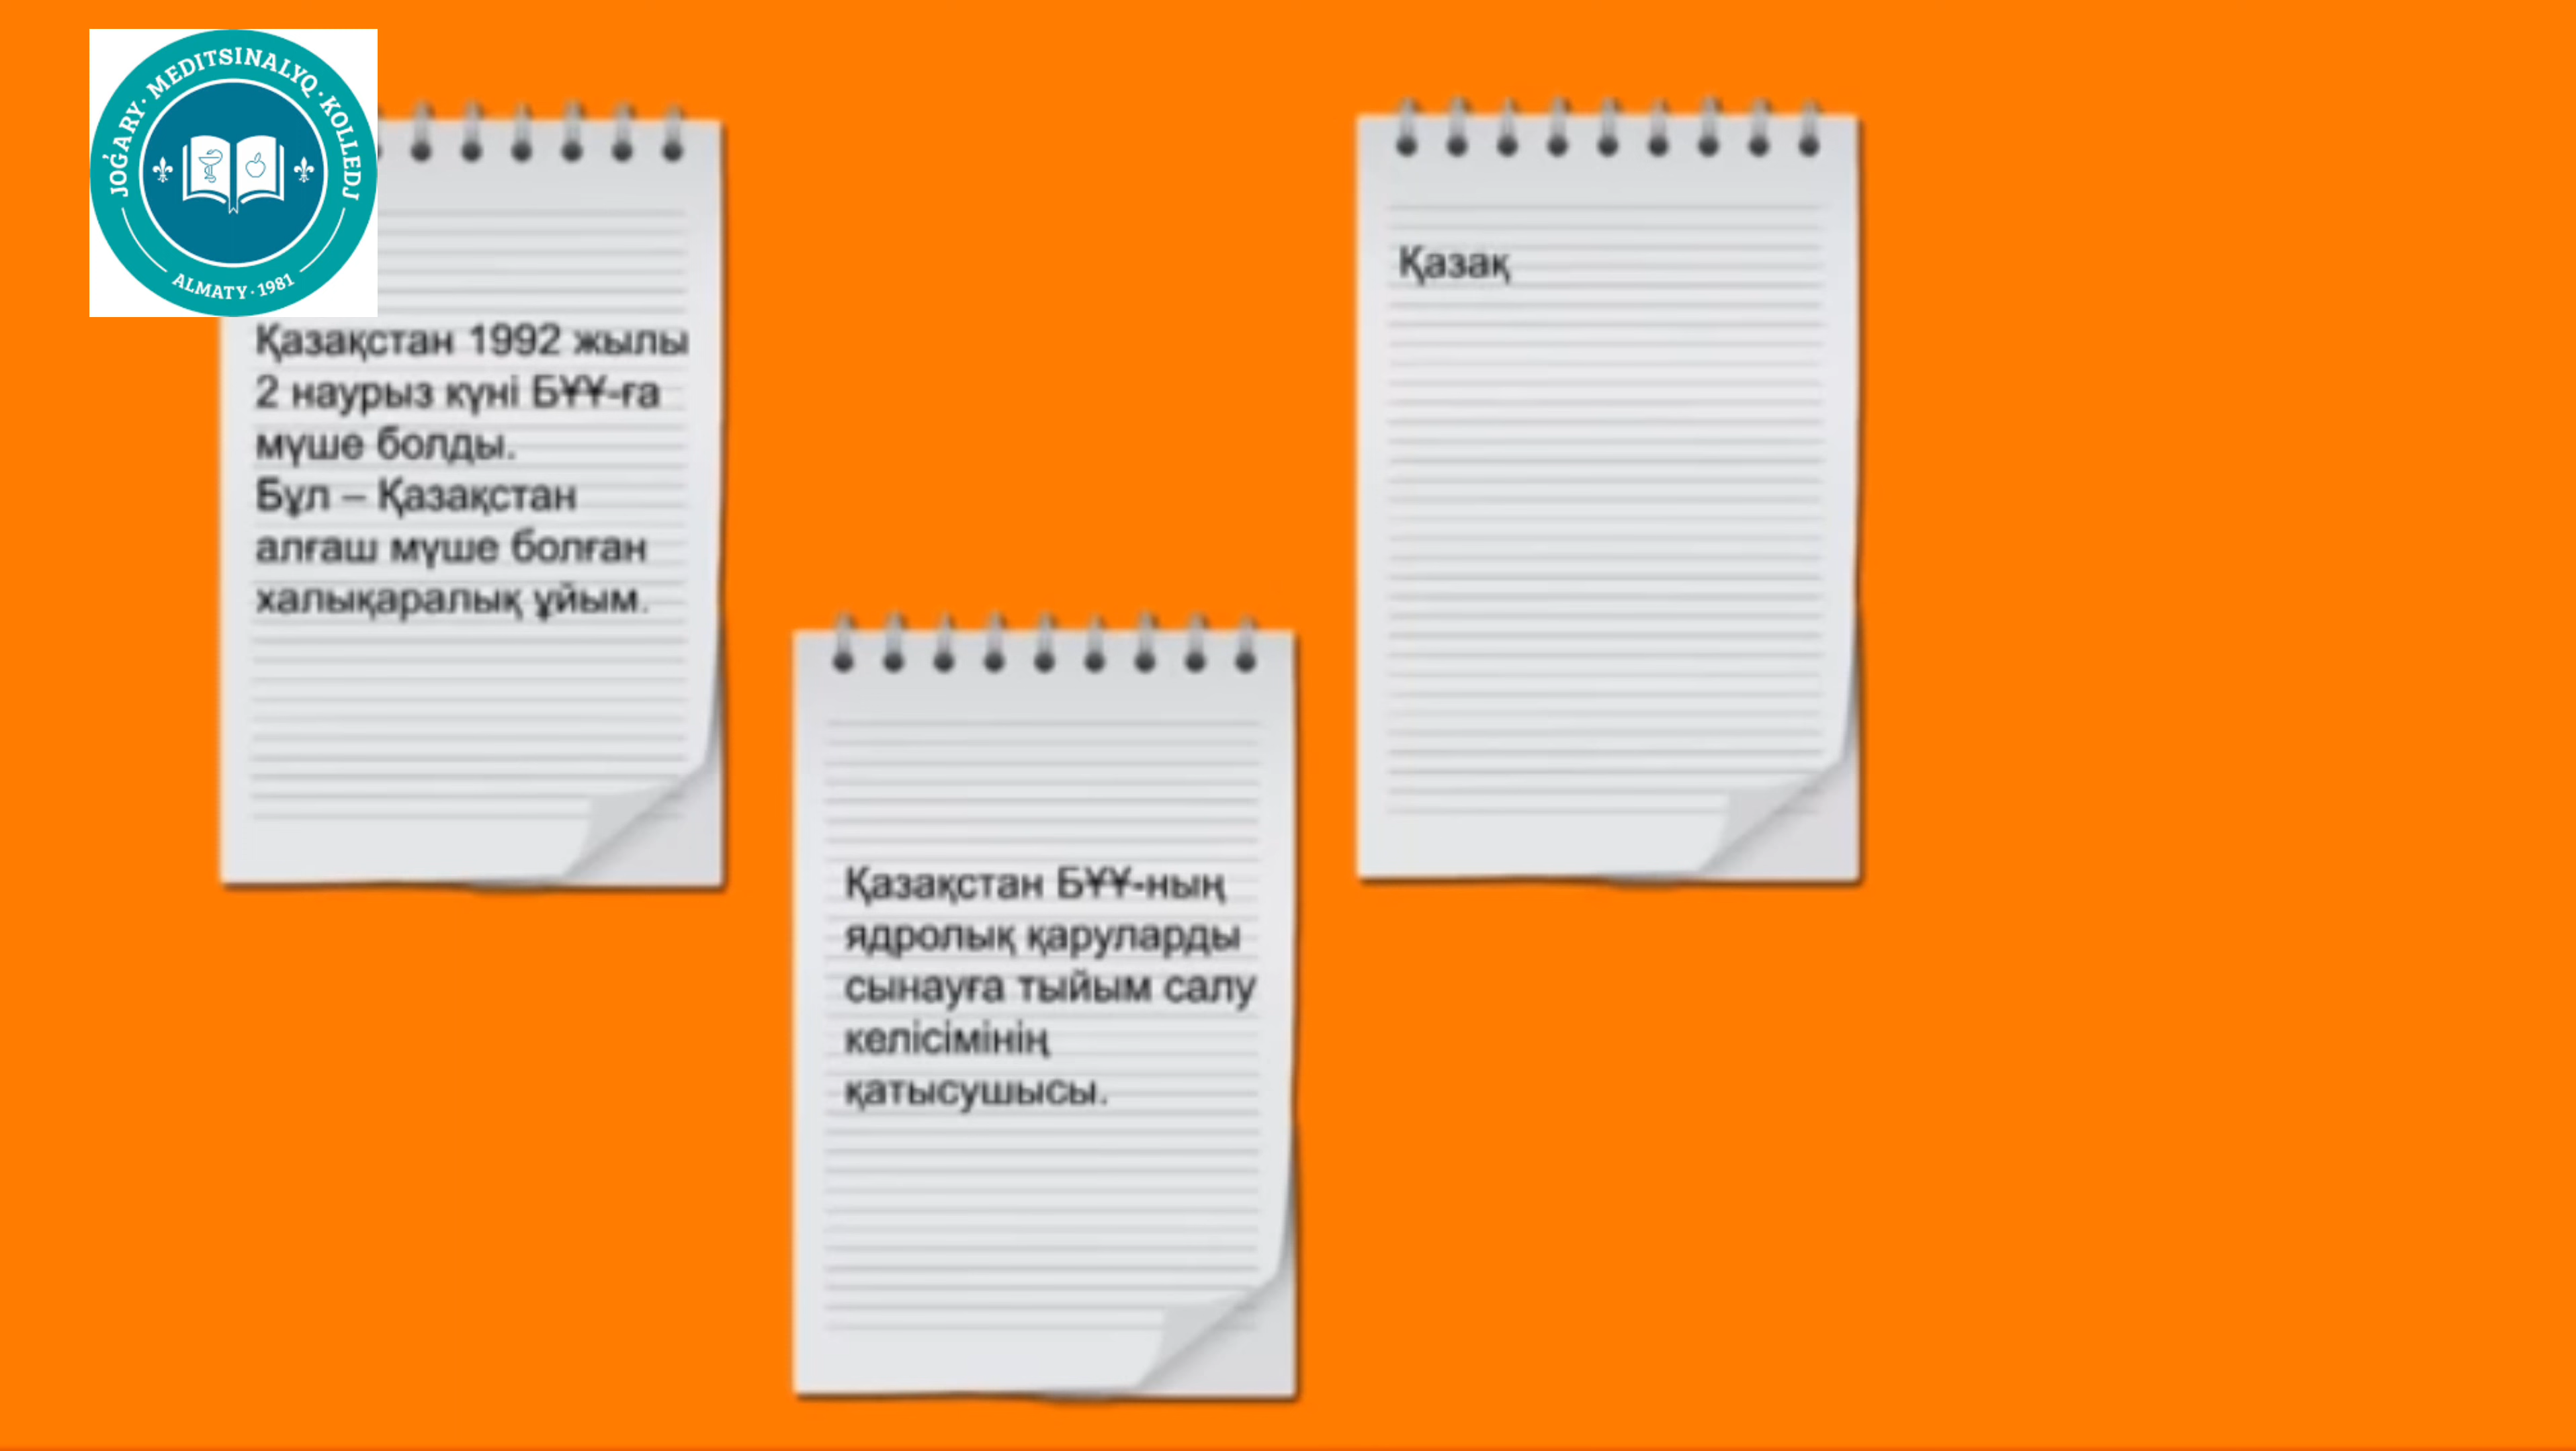 JOǴARY · MEDITSINALYQ · KOLLEDJ
ALMATY · 1981
Қазақстан 1992 жылы
2 наурыз күні БҰҰ-ға
мүше болды.
Бұл – Қазақстан
алғаш мүше болған
халықаралық ұйым.
Қазақстан БҰҰ-ның
ядролық қаруларды
сынауға тыйым салу
келісімінің
қатысушысы.
Қазақ